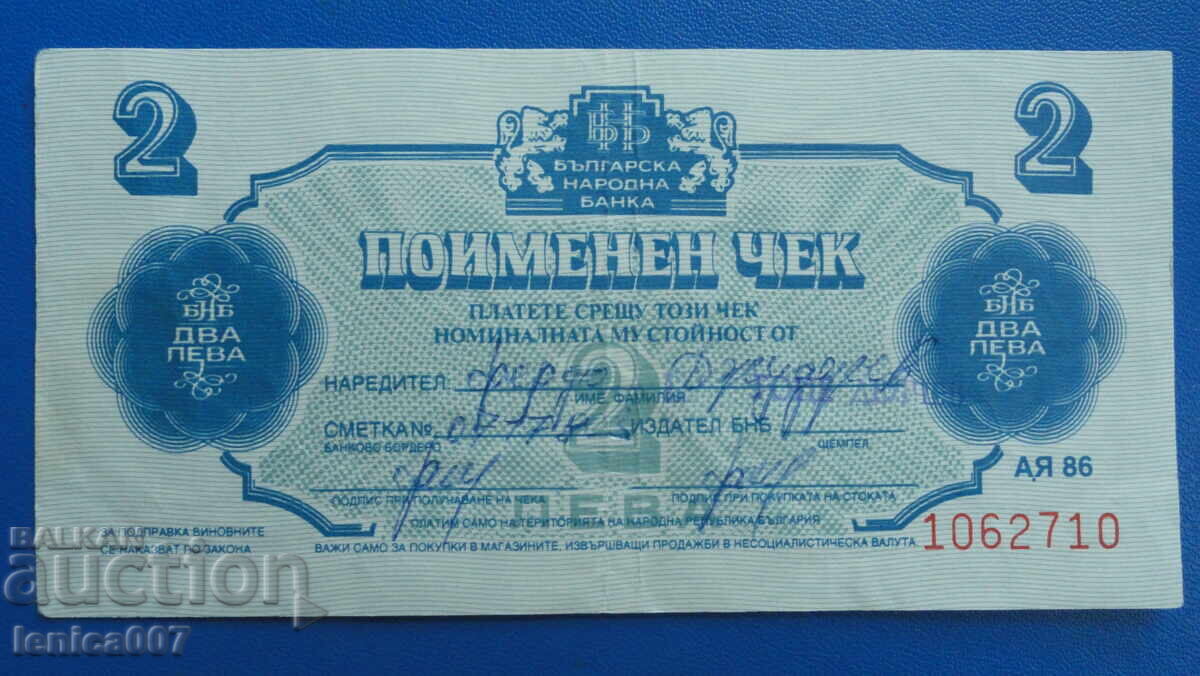 2
2
БНБ
БЪЛГАРСКА
НАРОДНА
БАНКА
ПОИМЕНЕН ЧЕК
БНБ
ДВА
ЛЕВА
БНБ
ДВА
ЛЕВА
ПЛАТЕТЕ СРЕЩУ ТОЗИ ЧЕК
НОМИНАЛНАТА МУ СТОЙНОСТ ОТ
2
НАРЕДИТЕЛ:
ИМЕ ФАМИЛИЯ
СМЕТКА № ИЗДАТЕЛ БНБ
БАНКОВО БОРДЕРО ЩЕМПЕЛ
А,Я 86
ПОДПИС ПРИ ПОЛУЧАВАНЕ НА ЧЕКА ПОДПИС ПРИ ПОКУПКАТА НА СТОКАТА
ЛЕВА
ПЛАТИМ САМО НА ТЕРИТОРИЯТА НА НАРОДНА РЕПУБЛИКА БЪЛГАРИЯ
ЗА ПОДПРАВКА ВИНОВНИТЕ
СЕ НАКАЗВАТ ПО ЗАКОНА
ВАЖИ САМО ЗА ПОКУПКИ В МАГАЗИНИТЕ, ИЗВЪРШВАЩИ ПРОДАЖБИ В НЕСОЦИАЛИСТИЧЕСКА ВАЛУТА
1062710
BALKAN
auction
lenica007